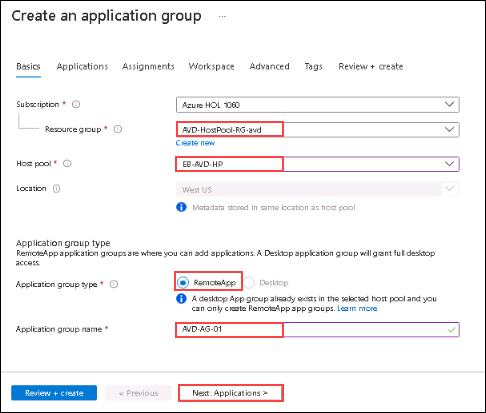 Create an application group ...
Basics Applications Assignments Workspace Advanced Tags Review + create
Subscription * Azure HOL 1060
Resource group * AVD-HostPool-RG-avd
Create new
Host pool * EB-AVD-HP
Location West US
Metadata stored in same location as host pool
Application group type
RemoteApp application groups are where you can add applications. A Desktop application group will grant full desktop
access.
Application group type * RemoteApp Desktop
A desktop App group already exists in the selected host pool and you
can only create RemoteApp app groups. Learn more
Application group name * AVD-AG-01
Review + create < Previous Next: Applications >